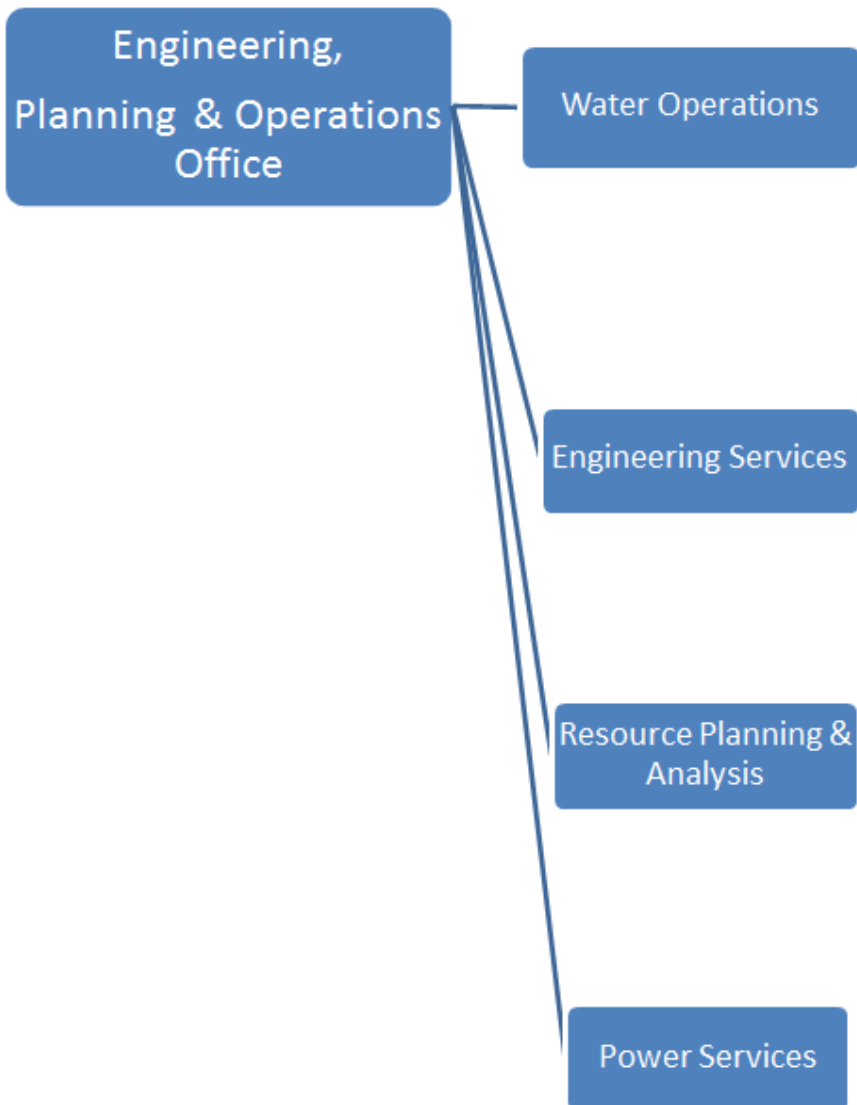 Engineering,
Planning & Operations
Office
Water Operations
Engineering Services
Resource Planning &
Analysis
Power Services